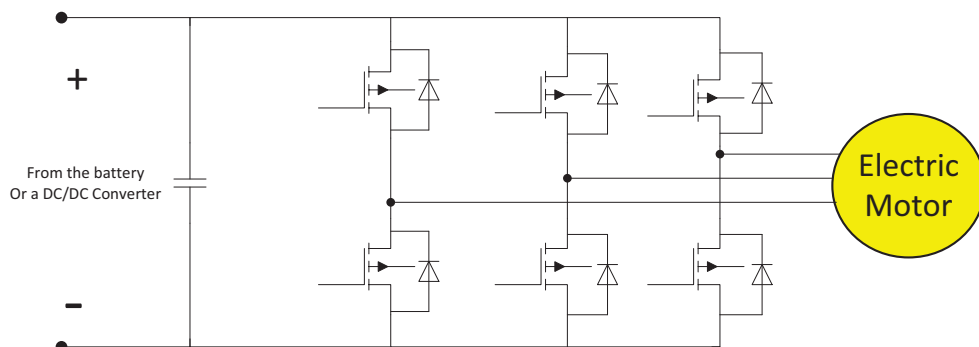 +
From the battery
Or a DC/DC Converter
-
Electric
Motor